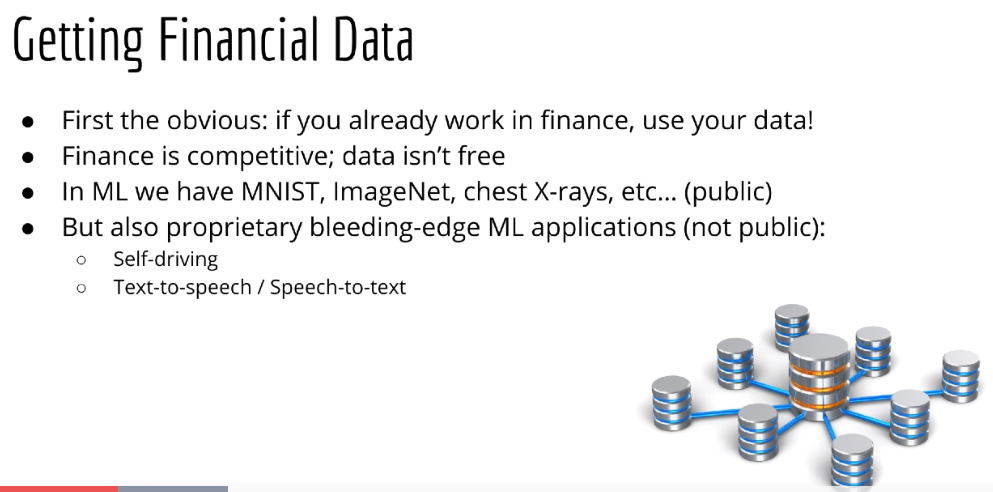 Getting Financial Data
● First the obvious: if you already work in finance, use your data!
● Finance is competitive; data isn’t free
● In ML we have MNIST, ImageNet, chest X-rays, etc... (public)
● But also proprietary bleeding-edge ML applications (not public):
○ Self-driving
○ Text-to-speech / Speech-to-text